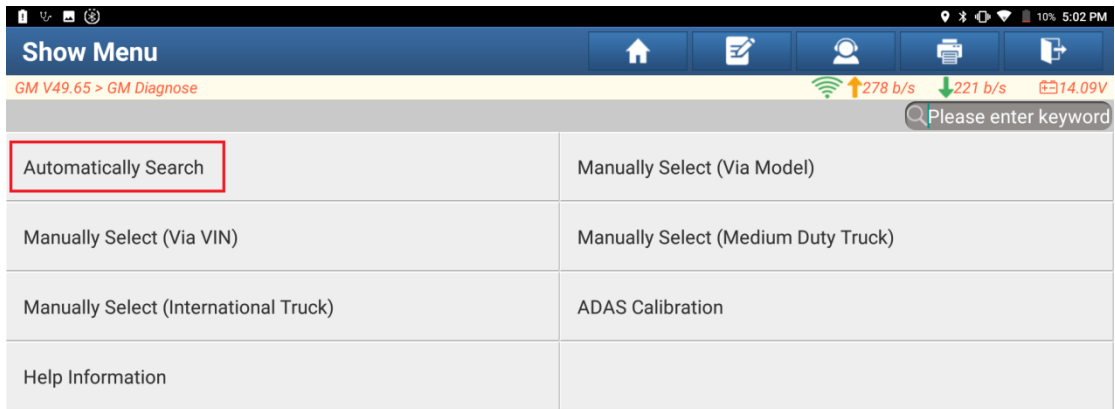 10% 5:02 PM
Show Menu
GM V49.65 > GM Diagnose 278 b/s 221 b/s 14.09V
Please enter keyword
Automatically Search Manually Select (Via Model)
Manually Select (Via VIN) Manually Select (Medium Duty Truck)
Manually Select (International Truck) ADAS Calibration
Help Information